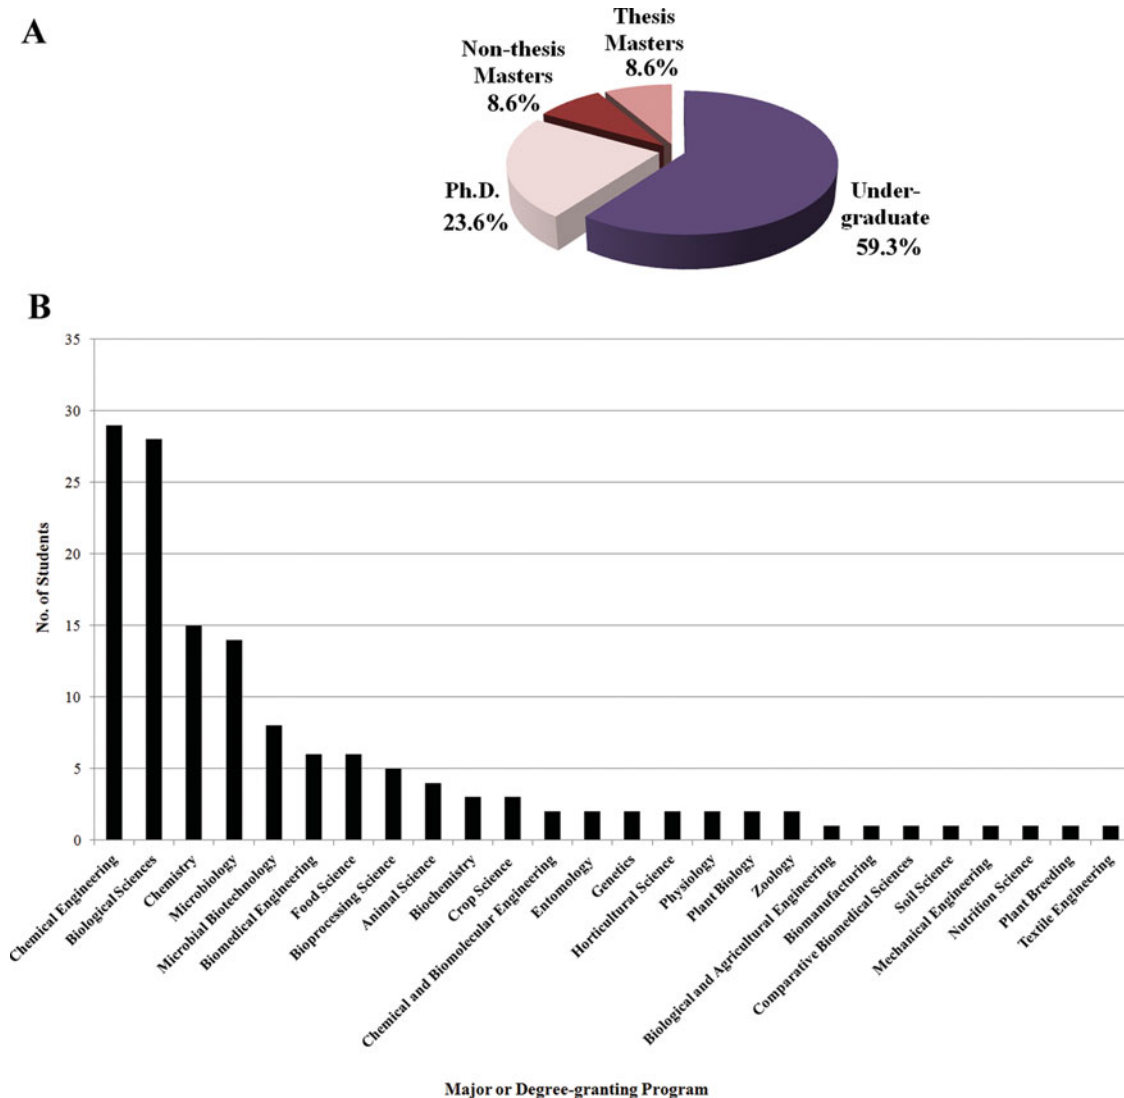 A
Thesis
Masters
8.6%
Non-thesis
Masters
8.6%
Ph.D.
23.6%
Under-
graduate
59.3%
B
35
30
25
20
15
10
5
0
No. of Students
Chemical Engineering
Biological Sciences
Chemistry
Microbiology
Microbial Biotechnology
Biomedical Engineering
Food Science
Bioprocessing Science
Animal Science
Biochemistry
Crop Science
Chemical and Biomolecular Engineering
Entomology
Genetics
Horticultural Science
Physiology
Plant Biology
Zoology
Biological and Agricultural Engineering
Biomanufacturing
Comparative Biomedical Sciences
Soil Science
Mechanical Engineering
Nutrition Science
Plant Breeding
Textile Engineering
Major or Degree-granting Program